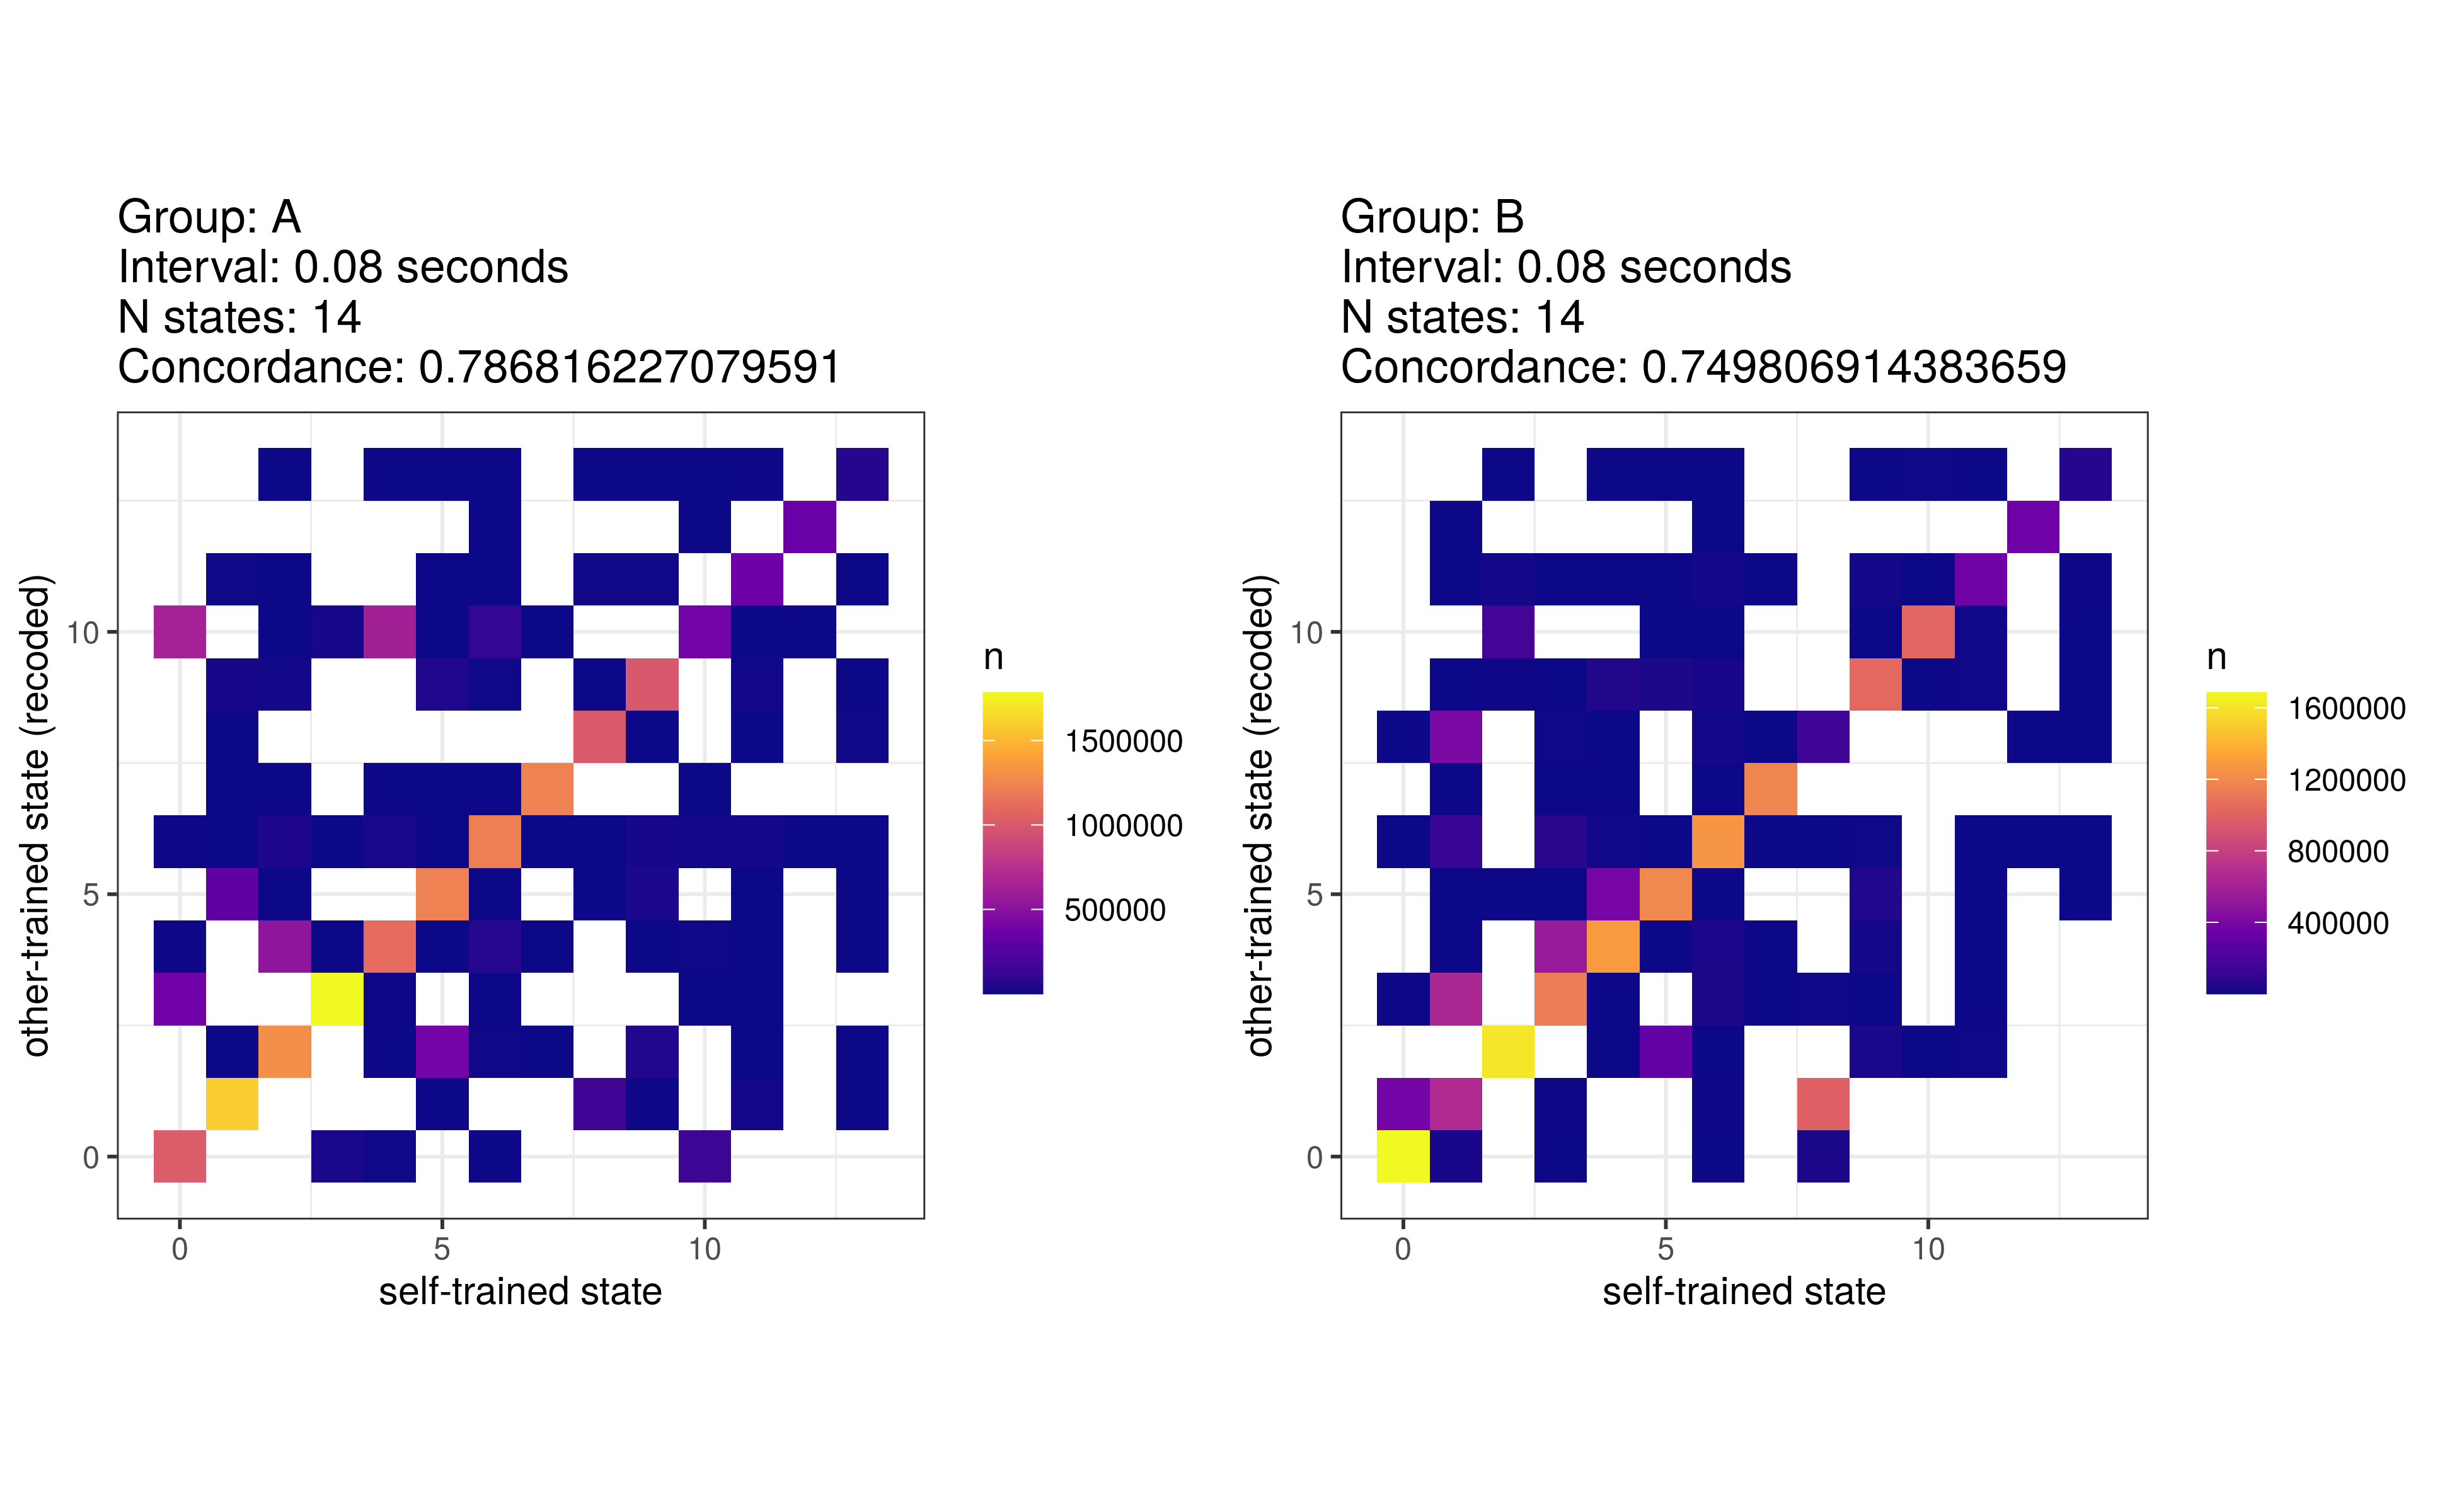 Group: A
Interval: 0.08 seconds
N states: 14
Concordance: 0.786816227079591
other-trained state (recoded)
10
5
0
0 5 10
self-trained state
n
1500000
1000000
500000
Group: B
Interval: 0.08 seconds
N states: 14
Concordance: 0.749806914383659
other-trained state (recoded)
10
5
0
0 5 10
self-trained state
n
1600000
1200000
800000
400000